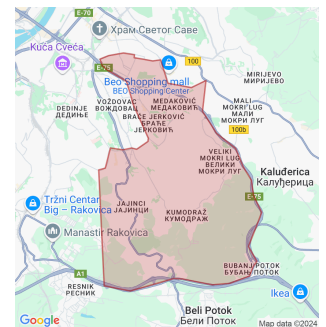 E-70
Храм Светог Саве
Кућа Cveća
100
E-75
Beo Shopping mall
BEO Shopping Center
MIRIJEVO
МИРИЈЕВО
VOZDOVAC
ВОЖДОВАЦ
MEDAKOVIĆ
МЕДАКОВИЋ
MALI
MOKRI LUG
МАЛИ
МОКРИ ЛУГ
DEDINJE
ДЕДИЊЕ
BRAĆE JERKOVIĆ
БРАЋЕ
ЈЕРКОВИЋ
100b
VELIKI
MOKRI LUG
ВЕЛИКИ
МОКРИ ЛУГ
Kaluđerica
Калуђерица
E-75
Tržni Centar
Big – Rakovica
JAJINCI
ЈАЈИНЦИ
KUMODRAŽ
КУМОДРАЖ
Manastir Rakovica
BUBANJ POTOK
БУБАЊ ПОТОК
A1
RESNIK
РЕСНИК
Ikea
Beli Potok
Бели Поток
Google
Map data ©2024